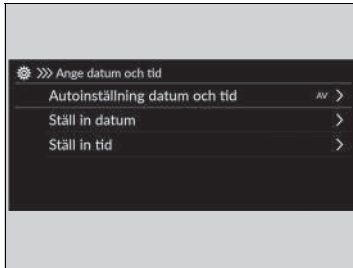 Ange datum och tid
Autoinställning datum och tid AV
Ställ in datum
Ställ in tid